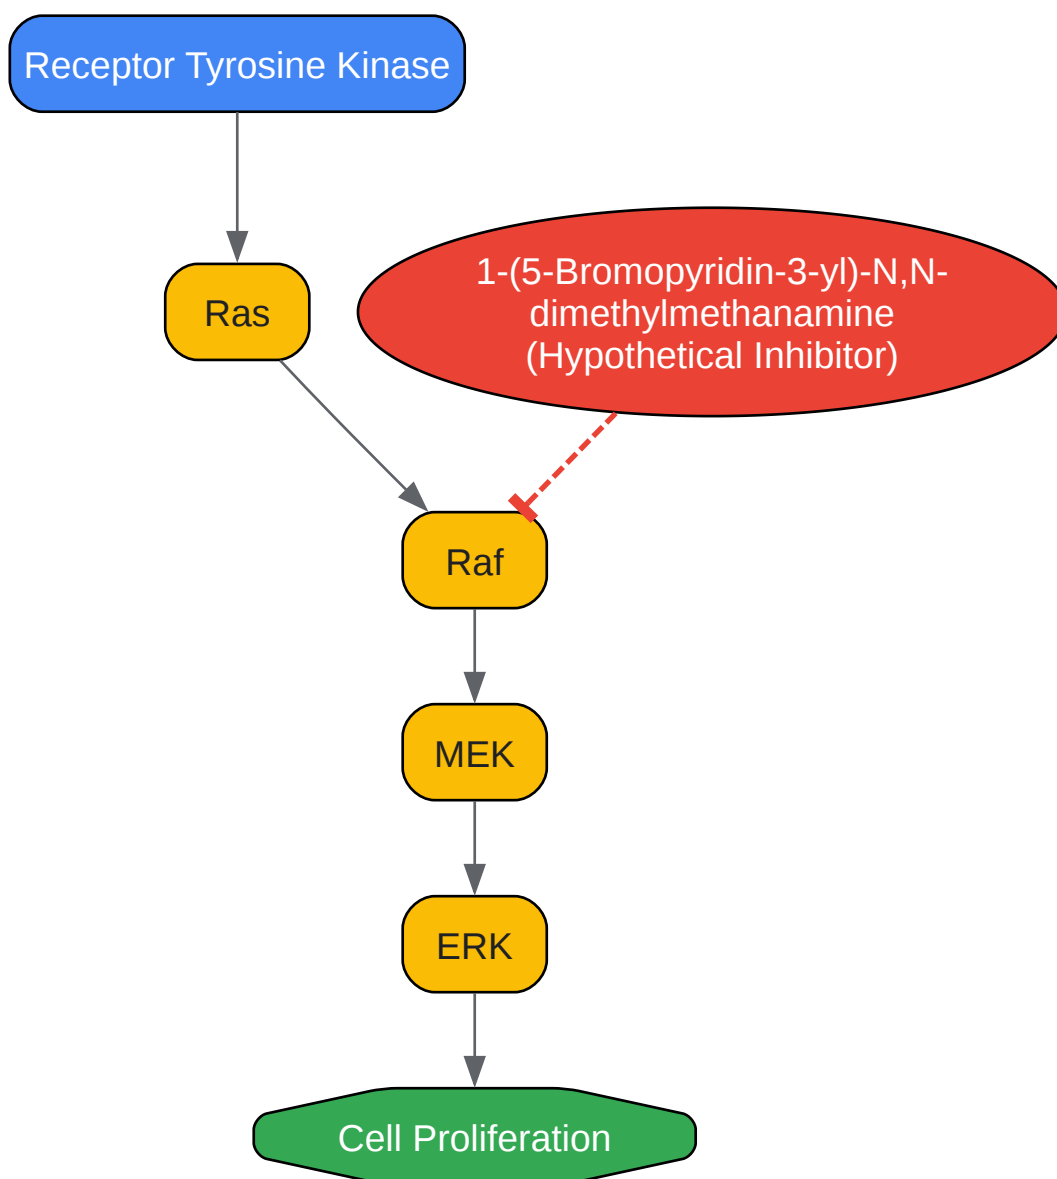 Receptor Tyrosine Kinase
1-(5-Bromopyridin-3-yl)-N,N-
dimethylmethanamine
(Hypothetical Inhibitor)
Ras
Raf
MEK
ERK
Cell Proliferation